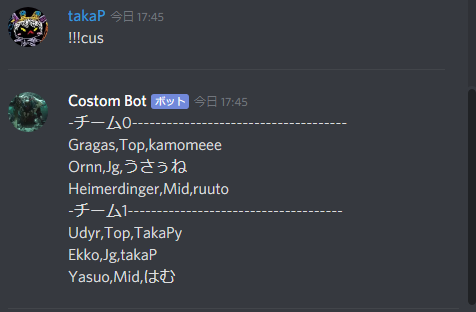 takaP 今日 17:45
!!!cus
Costom Bot ボット 今日 17:45
-チーム0-------------------------------------
Gragas,Top,kamomeee
Ornn,Jg,うさぅね
Heimerdinger,Mid,ruuto
-チーム1-------------------------------------
Udyr,Top,TakaPy
Ekko,Jg,takaP
Yasuo,Mid,はむ